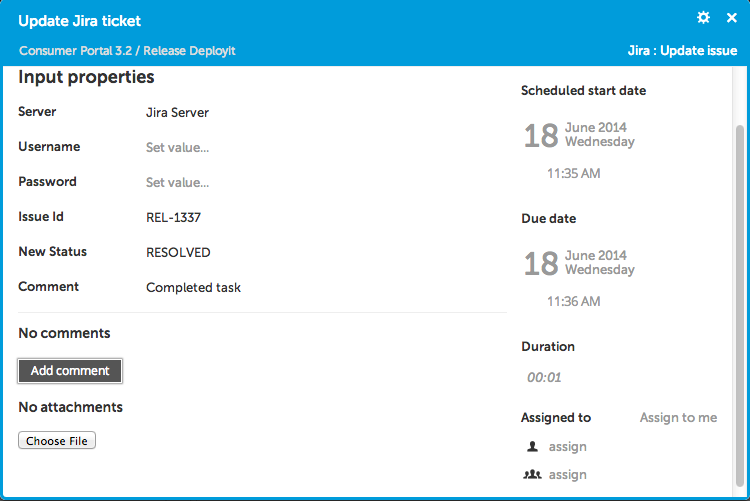 Update Jira ticket
Consumer Portal 3.2 / Release DeployIt
Jira : Update issue
Input properties
Server Jira Server
Username Set value...
Password Set value...
Issue Id REL-1337
New Status RESOLVED
Comment Completed task
No comments
Add comment
No attachments
Choose File
Scheduled start date
18 June 2014
Wednesday
11:35 AM
Due date
18 June 2014
Wednesday
11:36 AM
Duration
00:01
Assigned to Assign to me
assign
assign